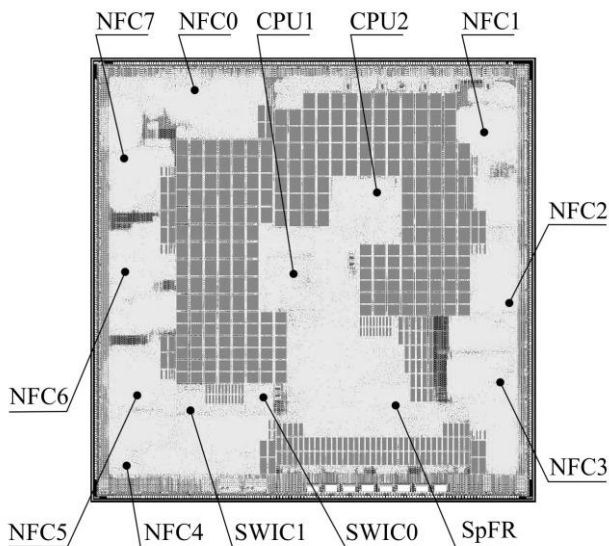 NFC7 NFC0 CPU1 CPU2 NFC1
NFC2
NFC6
NFC3
NFC5 NFC4 SWIC1 SWIC0 SpFR